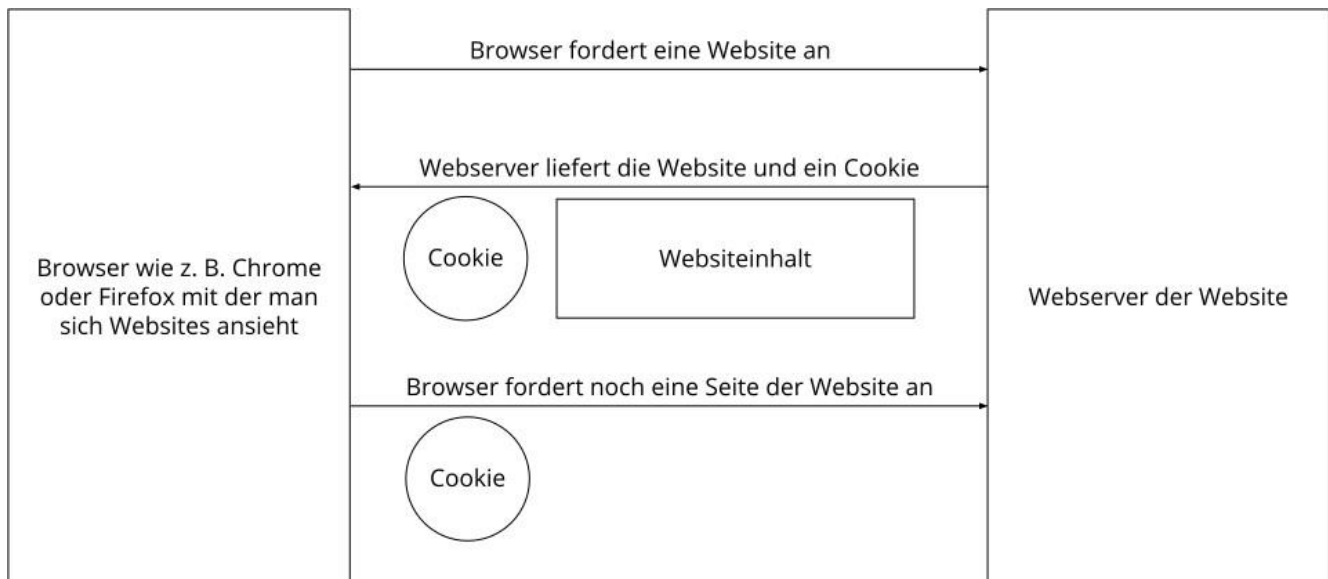 Browser fordert eine Website an
Webserver liefert die Website und ein Cookie
Cookie
Websiteinhalt
Browser wie z. B. Chrome
oder Firefox mit der man
sich Websites ansieht
Webserver der Website
Browser fordert noch eine Seite der Website an
Cookie